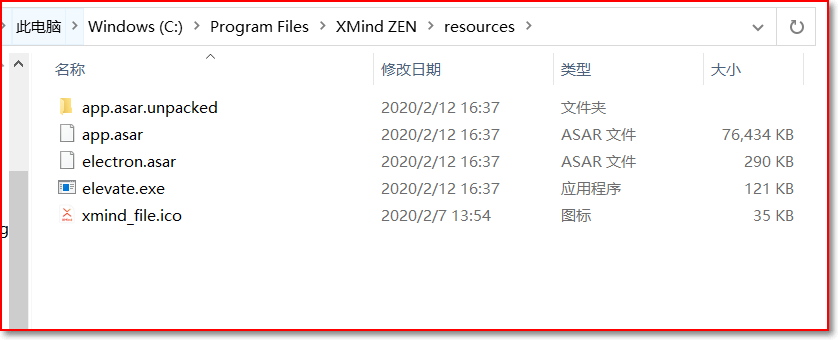 此电脑 > Windows (C:) > Program Files > XMind ZEN > resources >
名称 修改日期 类型 大小
app.asar.unpacked 2020/2/12 16:37 文件夹
app.asar 2020/2/12 16:37 ASAR 文件 76,434 KB
electron.asar 2020/2/12 16:37 ASAR 文件 290 KB
elevate.exe 2020/2/12 16:37 应用程序 121 KB
xmind_file.ico 2020/2/7 13:54 图标 35 KB
g